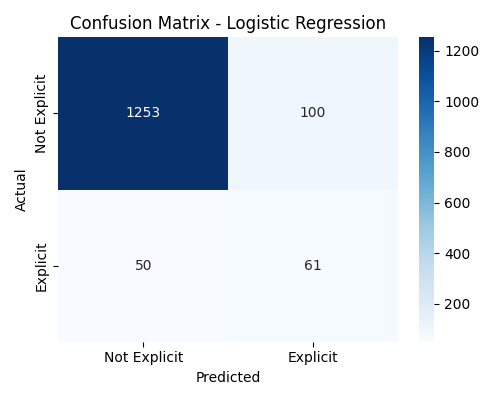 Confusion Matrix - Logistic Regression
Actual
Not Explicit
1253
100
Explicit
50
61
Not Explicit
Explicit
Predicted
1200
1000
800
600
400
200